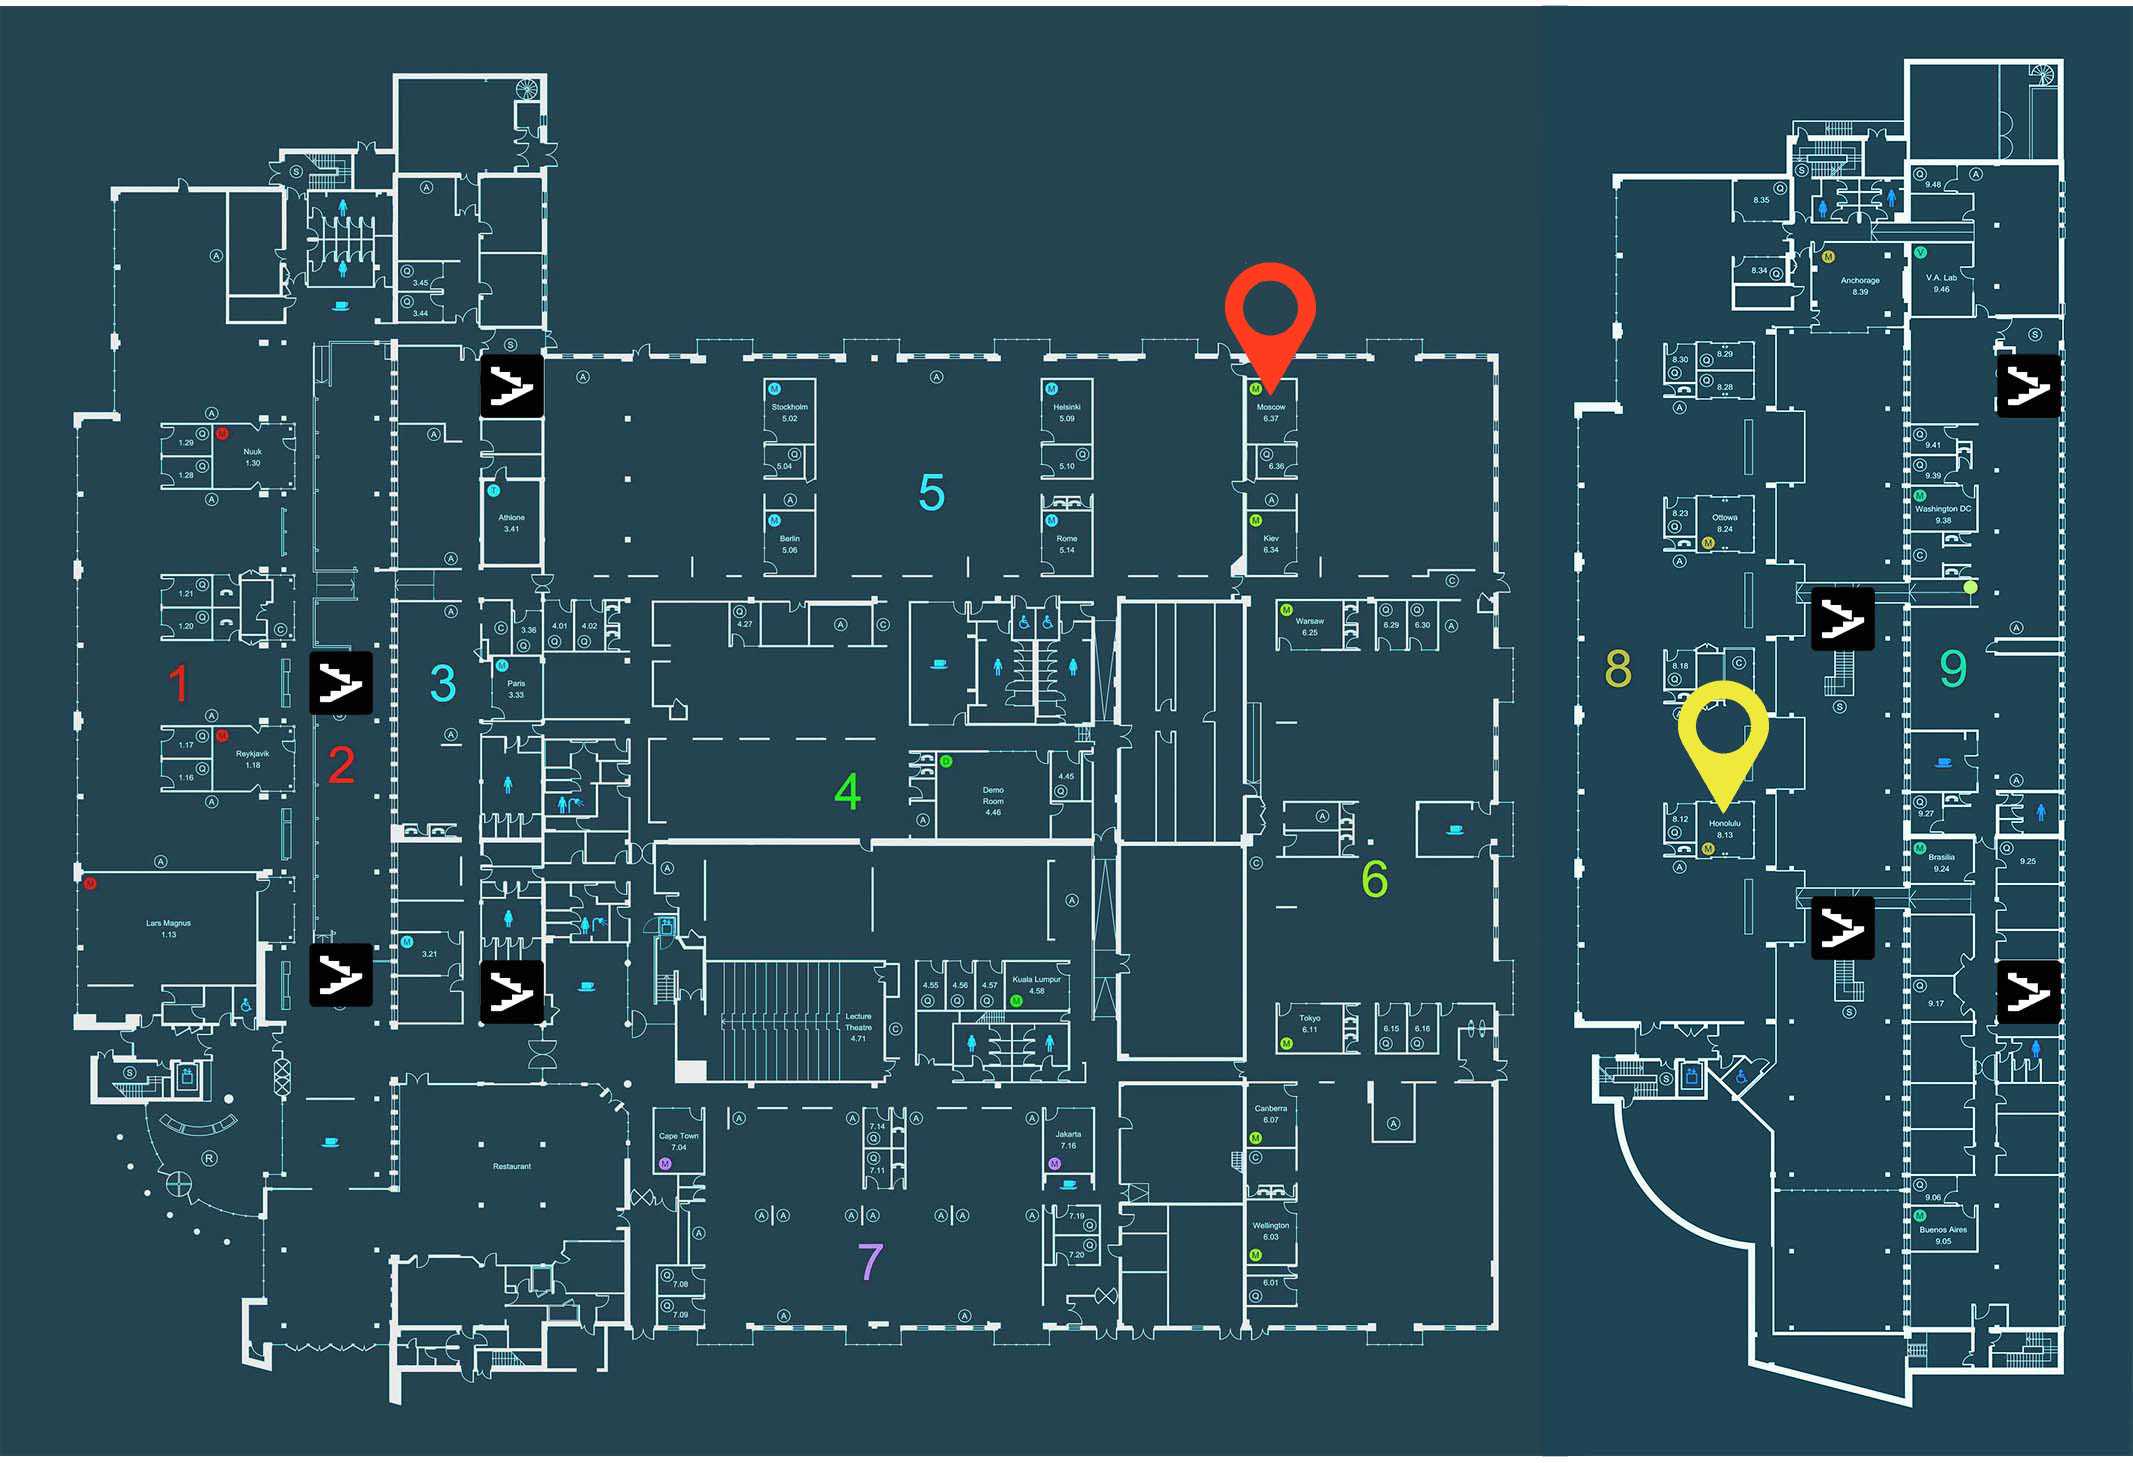 S
A
Q
3.45
Q
3.44
A
S
A
A
A
1.29
Q
M
Nuuk
1.30
1.28
Q
A
A
T
Athlone
3.41
A
M
Stockholm
5.02
Q
5.04
A
M
Berlin
5.06
5
M
Helsinki
5.09
Q
5.10
M
Rome
5.14
M
Moscow
6.37
Q
6.36
A
M
Kiev
6.34
C
1.21
Q
1.20
Q
C
A
C
3.36
Q
4.01
Q
4.02
Q
Q
4.27
A
C
M
Warsaw
6.25
Q
6.29
Q
6.30
A
1
3
M
Paris
3.33
A
A
1.17
Q
M
Reykjavik
1.18
1.16
Q
A
2
4
D
Demo
Room
4.46
4.45
Q
A
A
C
6
A
M
Lars Magnus
1.13
M
3.21
A
A
4.55
Q
4.56
Q
4.57
Q
Kuala Lumpur
4.58
M
Lecture
Theatre
4.71
C
Tokyo
6.11
M
6.15
Q
6.16
Q
S
R
Restaurant
Cape Town
7.04
M
A
A
7.14
Q
Q
7.11
A
A
Jakarta
7.16
M
Canberra
6.07
M
C
A
A
A A
A A
A A
A
7.19
Q
7.20
Q
Wellington
6.03
M
7
Q
7.08
Q
7.09
A
A
6.01
Q
S
Q
8.35
Q
9.48
A
8.34
Q
M
Anchorage
8.39
V
V.A. Lab
9.46
S
8.30
Q
8.29
Q
Q
8.28
A
Q
9.41
Q
9.39
8.23
Q
Ottowa
8.24
M
A
M
Washington DC
9.38
C
A
8
8.18
Q
C
9
S
A
8.12
Q
Honolulu
8.13
M
A
Q
9.27
M
Brasilia
9.24
Q
9.25
Q
9.17
S
S
Q
9.06
M
Buenos Aires
9.05